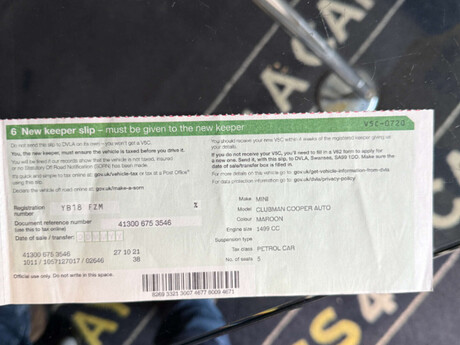 V5C-0720
6 New keeper slip – must be given to the new keeper
Do not send this slip to DVLA on its own – you won't get a V5C.
Yes, the new keeper, must ensure the vehicle is taxed before you drive it.
You will be fined if our records show that the vehicle is not taxed, insured
or no Statutory Off Road Notification (SORN) has been made.
It's quick and simple to tax online at: gov.uk/vehicle-tax or tax at a Post Office®
using this slip.
Declare the vehicle off road online at: gov.uk/make-a-sorn
You should receive your new V5C within 4 weeks of the registered keeper giving us
your details.
If you do not receive your V5C, you'll need to fill in a V62 form to apply for
a new one. Send it, with this slip, to DVLA, Swansea, SA99 1DD. Make sure the
date of sale/transfer box is filled in.
For more details on this vehicle go to: gov.uk/get-vehicle-information-from-dvla
For data protection information go to: gov.uk/dvla/privacy-policy
Registration
number
YB18 FZM
Document reference number
(use this to tax online)
41300 675 3546
Date of sale / transfer:
41300 675 3546
27 10 21
1011 / 1057127017 / 02646
38
Make MINI
Model CLUBMAN COOPER AUTO
Colour MAROON
Engine size 1499 CC
Suspension type
Tax class PETROL CAR
No. of seats 5
Official use only. Do not write in this space.
8269 3321 3007 4677 8009 4671